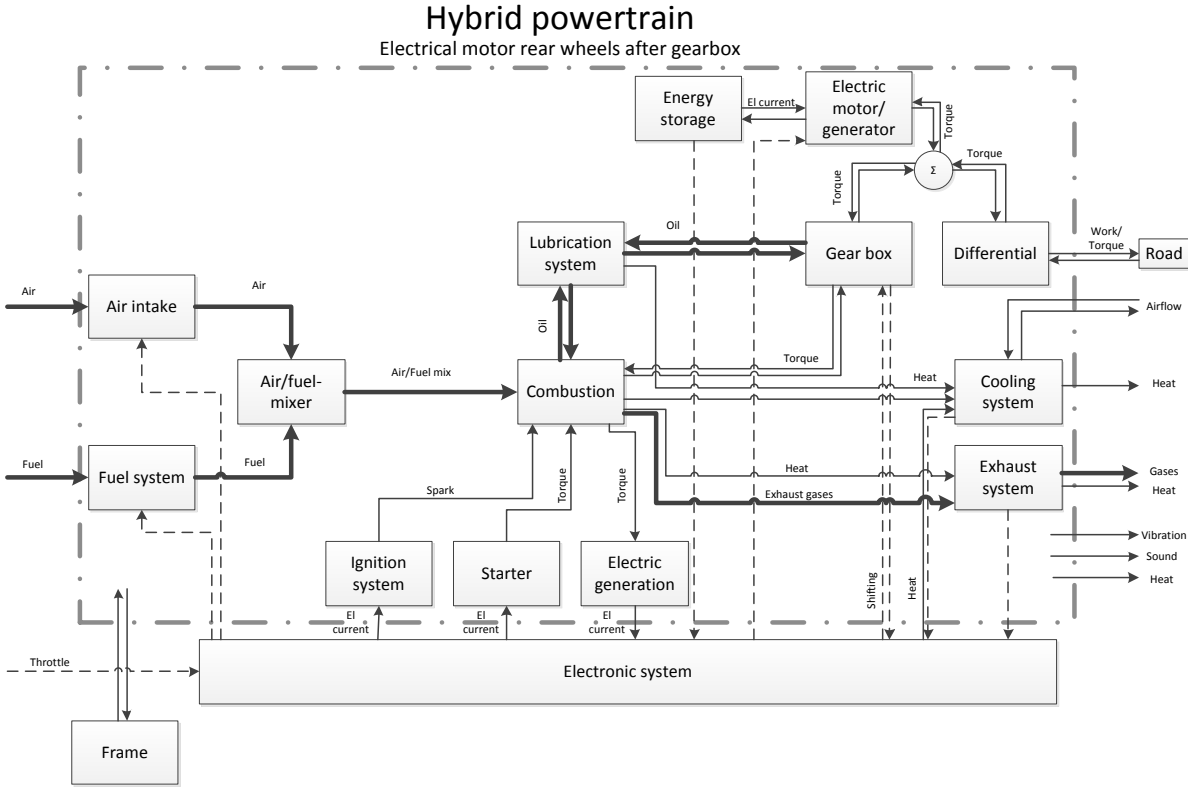 Hybrid powertrain
Electrical motor rear wheels after gearbox
Energy
storage
El current
Electric
motor/
generator
Torque
Σ
Torque
Torque
Oil
Lubrication
system
Gear box
Differential
Work/
Torque
Road
Air
Air intake
Air
Oil
Airflow
Torque
Air/fuel-
mixer
Air/Fuel mix
Combustion
Heat
Cooling
system
Heat
Fuel
Fuel system
Fuel
Heat
Exhaust
system
Gases
Heat
Spark
Torque
Torque
Exhaust gases
Vibration
Sound
Heat
Ignition
system
Starter
Electric
generation
Shifting
Heat
El
current
El
current
El
current
Throttle
Electronic system
Frame